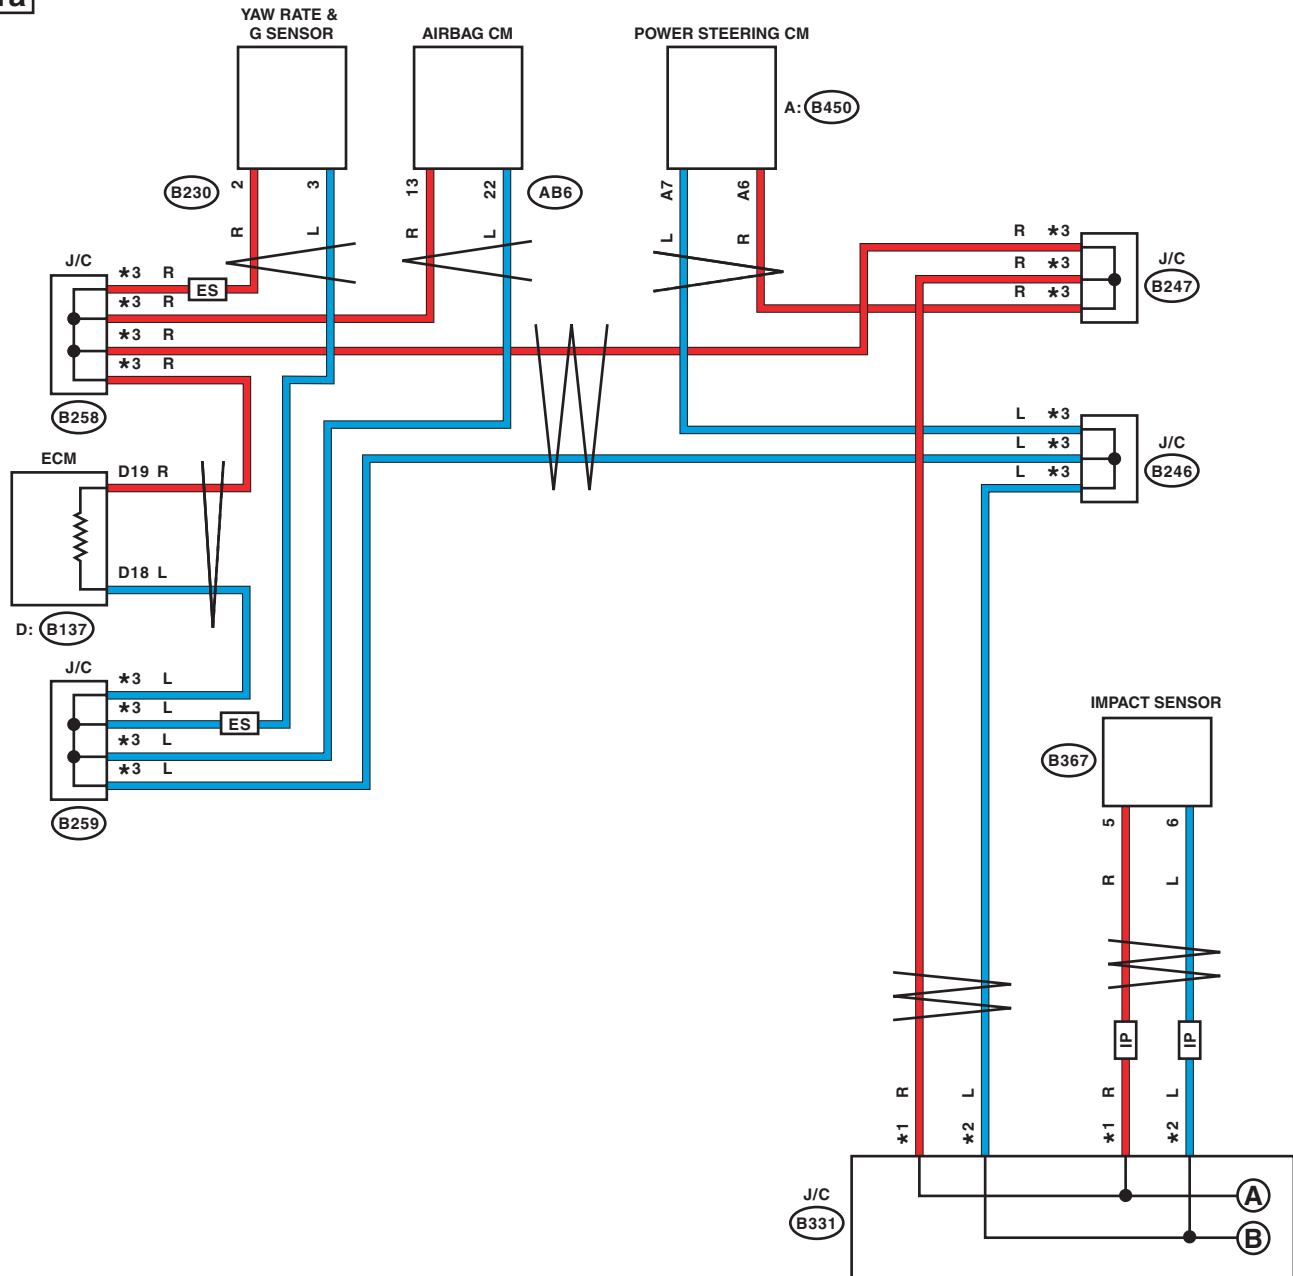 YAW RATE &
G SENSOR
AIRBAG CM
POWER STEERING CM
A: B450
B230
2
3
13
22
AB6
A7
A6
R
L
R
L
L
R
J/C
*3 R
ES
*3 R
*3 R
*3 R
B258
R *3
R *3
R *3
J/C
B247
L *3
L *3
L *3
J/C
B246
ECM
D19 R
D18 L
D: B137
J/C
*3 L
*3 L
ES
*3 L
*3 L
B259
IMPACT SENSOR
B367
5
6
R
L
IP
IP
R
L
R
L
*1
*2
*1
*2
J/C
B331
A
B